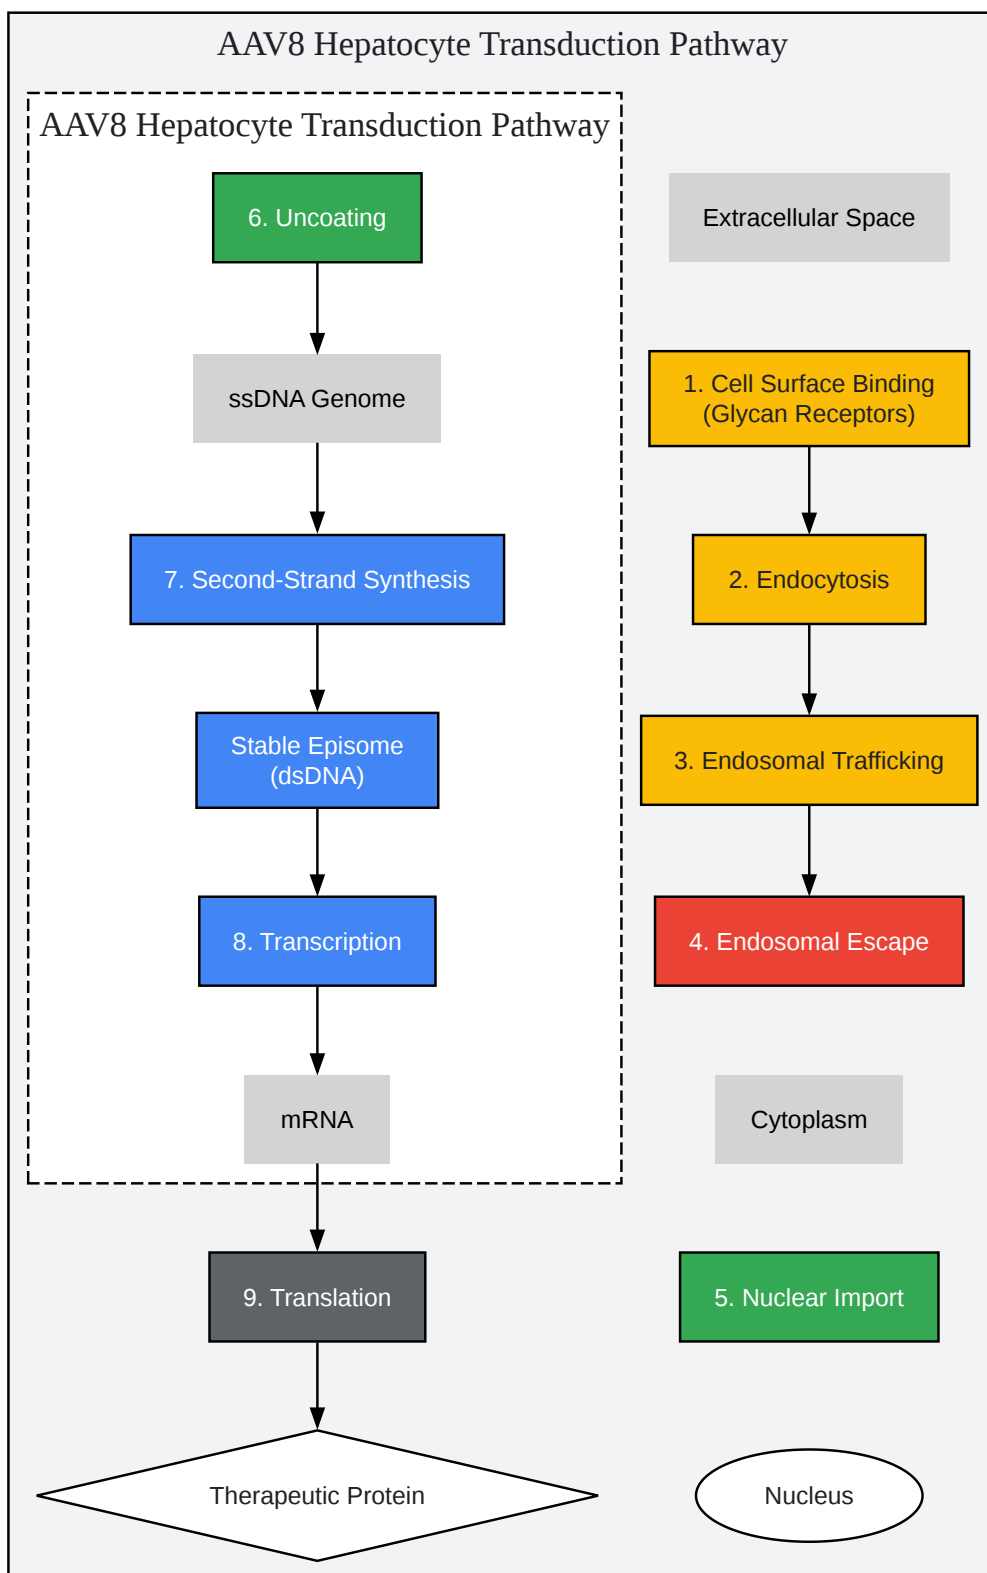 AAV8 Hepatocyte Transduction Pathway
AAV8 Hepatocyte Transduction Pathway
6. Uncoating
ssDNA Genome
7. Second-Strand Synthesis
Stable Episome
(dsDNA)
8. Transcription
mRNA
9. Translation
Therapeutic Protein
Extracellular Space
1. Cell Surface Binding
(Glycan Receptors)
2. Endocytosis
3. Endosomal Trafficking
4. Endosomal Escape
Cytoplasm
5. Nuclear Import
Nucleus